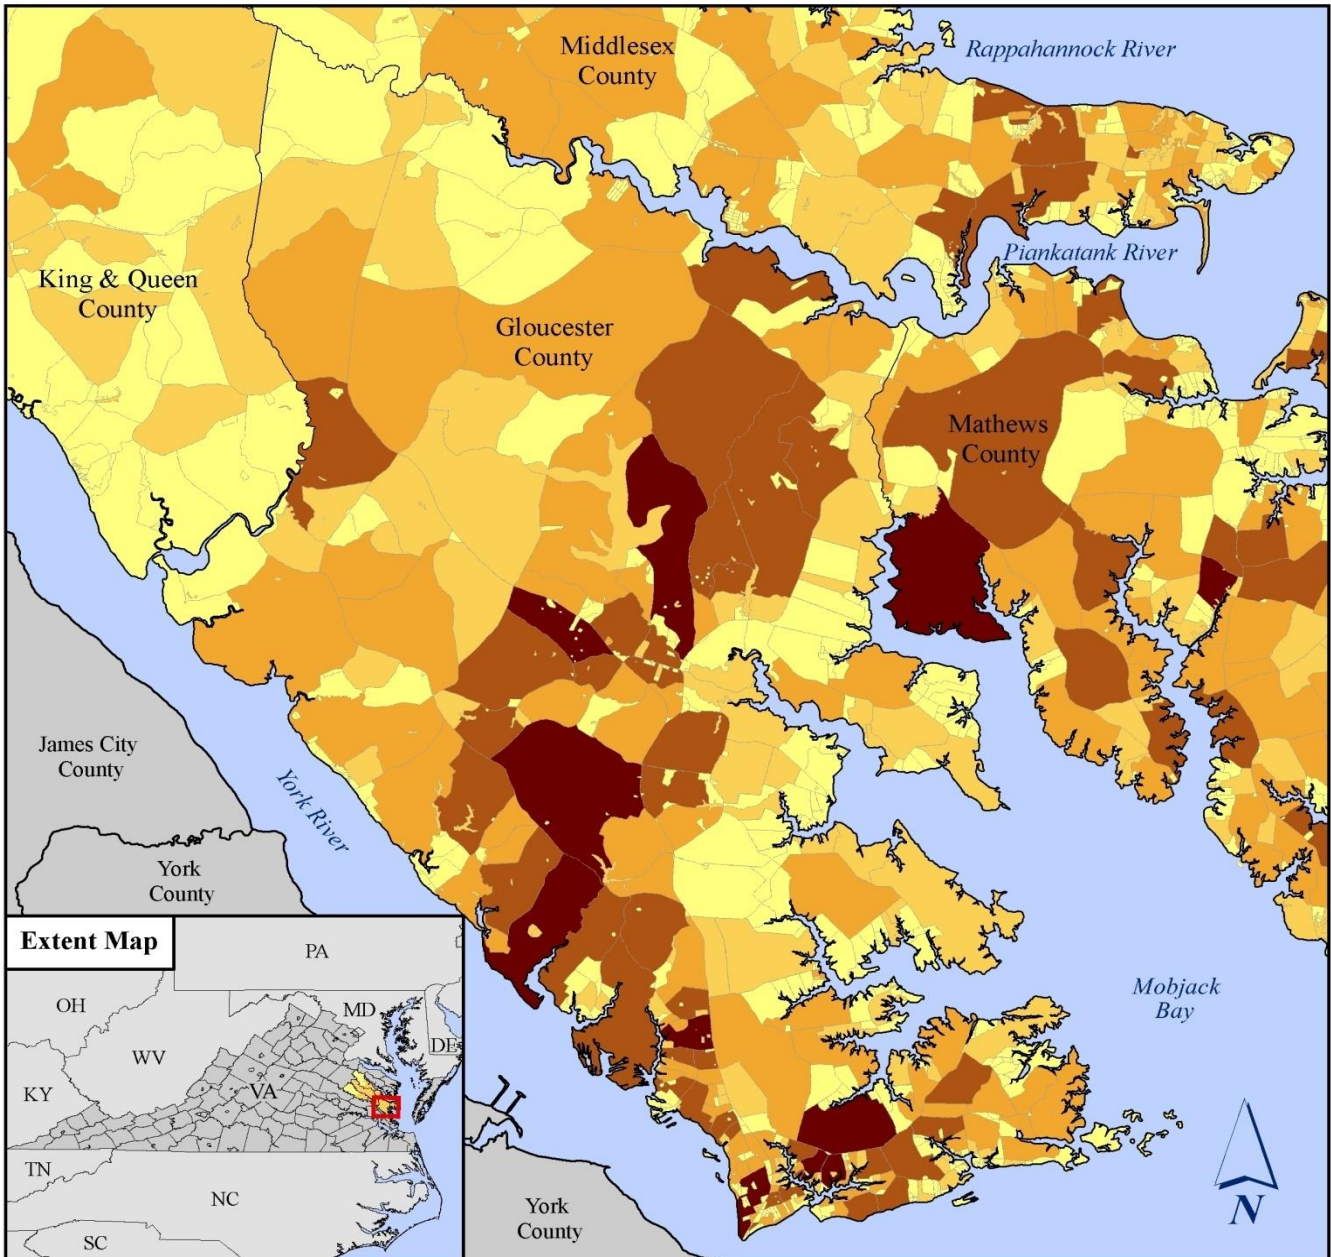 Middlesex
County
Rappahannock River
Piankatank River
King & Queen
County
Gloucester
County
Mathews
County
James City
County
York River
York
County
Mobjack
Bay
Extent Map
PA
OH
MD
DE
WV
KY
VA
TN
NC
SC
York
County
N